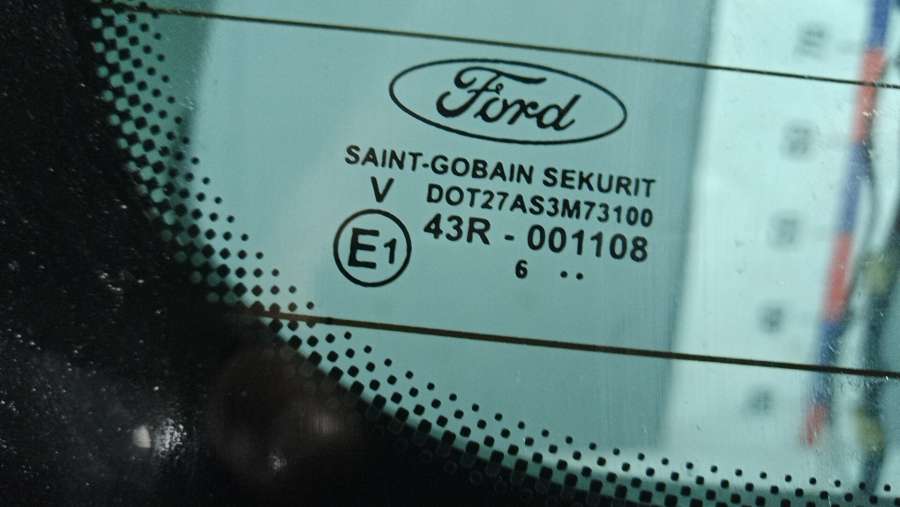 Ford
SAINT-GOBAIN SEKURIT
V DOT27AS3M73100
E1 43R - 001108
6 ..